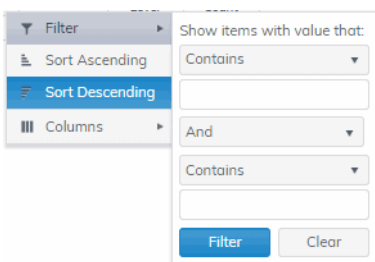 Filter
Sort Ascending
Sort Descending
Columns
Show items with value that:
Contains
And
Contains
Filter
Clear